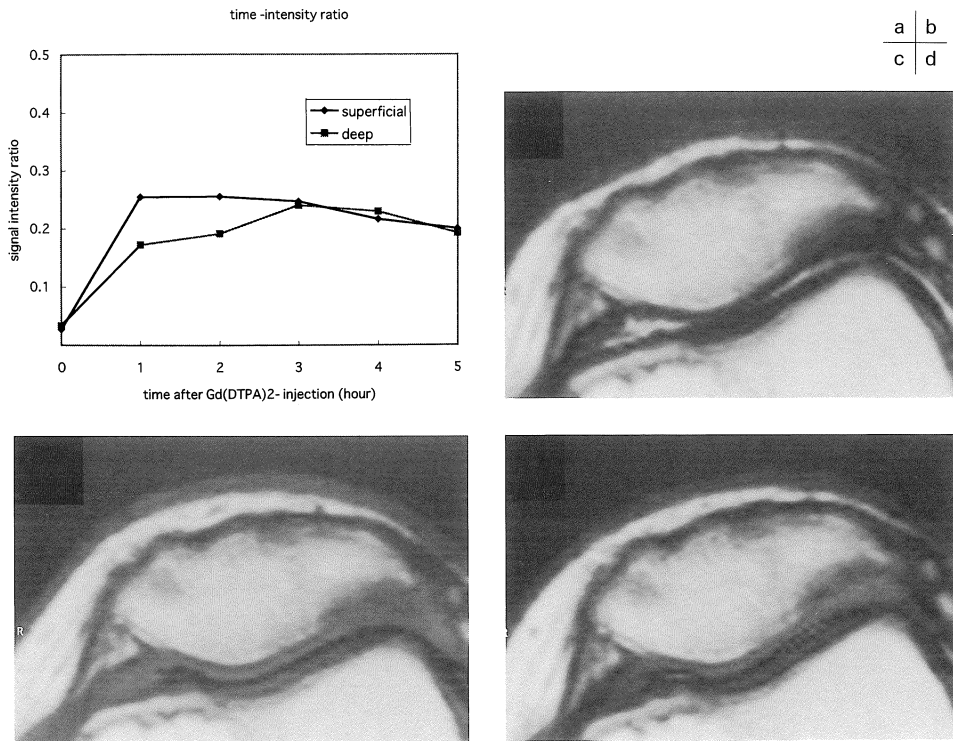 time -intensity ratio
a b
c d
0.5
0.4
0.3
0.2
0.1
superficial
deep
signal intensity ratio
0 1 2 3 4 5
time after Gd(DTPA)2- injection (hour)
R